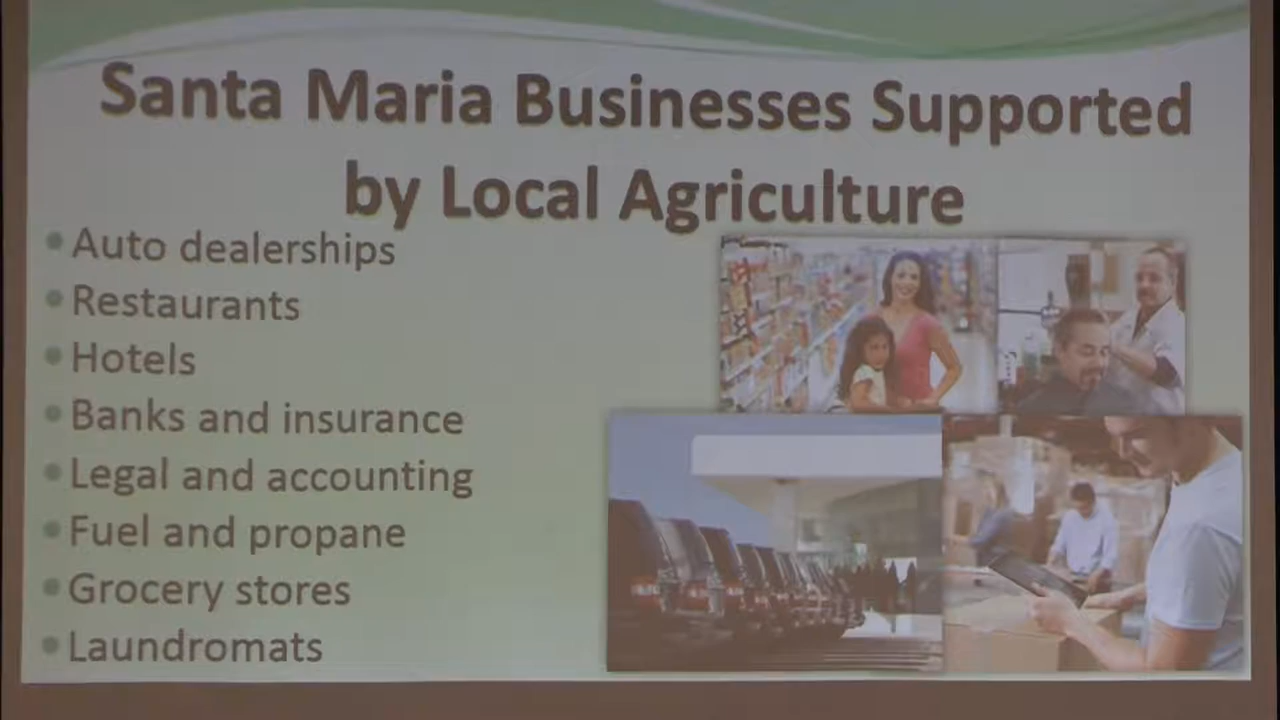 Santa Maria Businesses Supported
by Local Agriculture
Auto dealerships
Restaurants
Hotels
Banks and insurance
Legal and accounting
Fuel and propane
Grocery stores
Laundromats